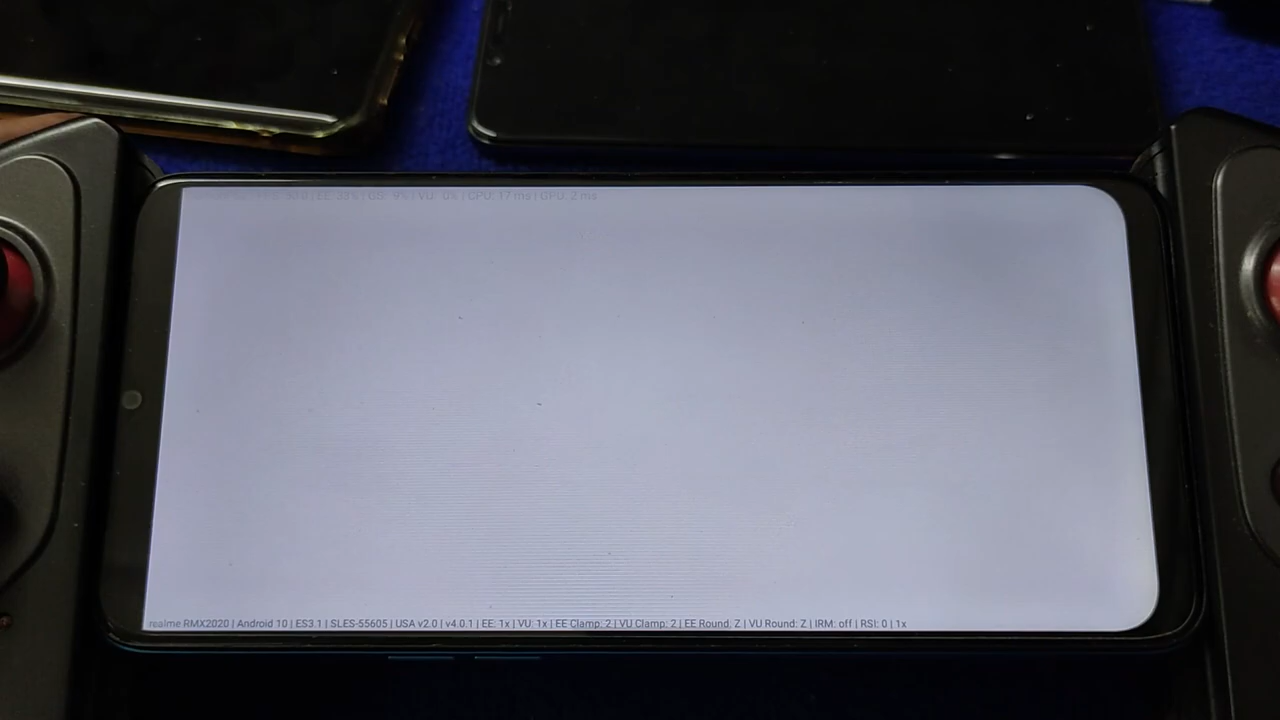 EE: 33% | GS: 9% | VU: 0% | CPU: 17 ms | GPU: 2 ms
realme RMX2020 | Android 10 | ES3.1 | SLES-55605 | USA v2.0 | v4.0.1 | EE: 1x | VU: 1x | EE Clamp: 2 | VU Clamp: 2 | EE Round: Z | VU Round: Z | IRM: off | RSI: 0 | 1x